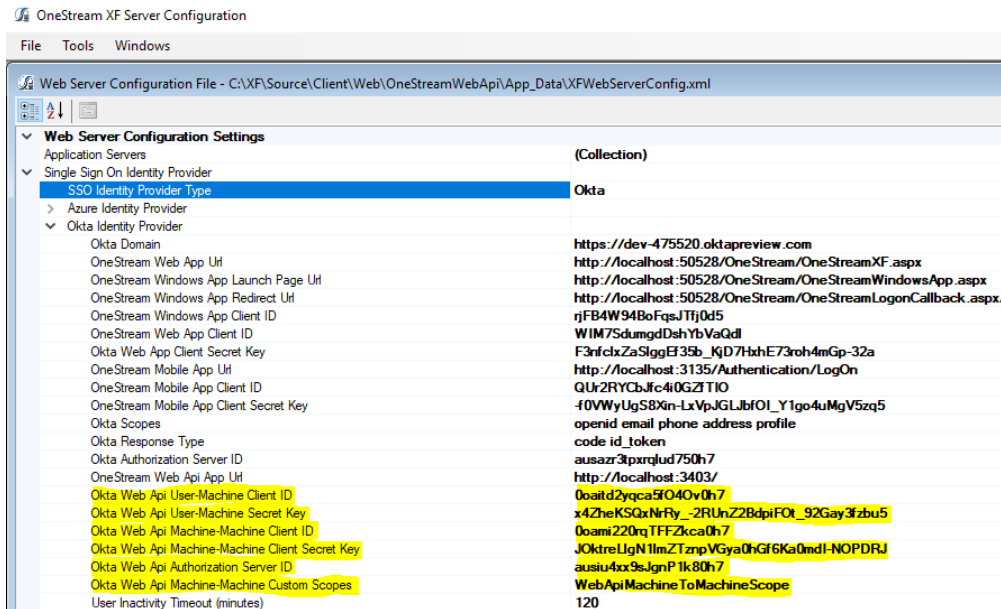 OneStream XF Server Configuration
File Tools Windows
Web Server Configuration File - C:\XF\Source\Client\Web\OneStreamWebApi\App_Data\XFWebServerConfig.xml
Web Server Configuration Settings
Application Servers (Collection)
Single Sign On Identity Provider
SSO Identity Provider Type Okta
Azure Identity Provider
Okta Identity Provider
Okta Domain https://dev-475520.oktapreview.com
OneStream Web App Url http://localhost:50528/OneStream/OneStreamXF.aspx
OneStream Windows App Launch Page Url http://localhost:50528/OneStream/OneStreamWindowsApp.aspx
OneStream Windows App Redirect Url http://localhost:50528/OneStream/OneStreamLogonCallback.aspx
OneStream Windows App Client ID rjFB4W94BoFqsJTfj0d5
OneStream Web App Client ID WIM7SdumgdDshYbVaQdI
Okta Web App Client Secret Key F3nfclxZaSIggEf35b_KjD7HxhE73roh4mGp-32a
OneStream Mobile App Url http://localhost:3135/Authentication/LogOn
OneStream Mobile App Client ID QUr2RYCbJfc4i0GZfTIO
OneStream Mobile App Client Secret Key -f0VWyUgS8Xin-LxVpJGLJbfOI_Y1go4uMgV5zq5
Okta Scopes openid email phone address profile
Okta Response Type code id_token
Okta Authorization Server ID ausazr3tpxrqlud750h7
OneStream Web Api App Url http://localhost:3403/
Okta Web Api User-Machine Client ID 0oaitd2yqca5fO4Ov0h7
Okta Web Api User-Machine Secret Key x4ZheKSQxNrRy_-2RUnZ2BdpiFOt_92Gay3fzbu5
Okta Web Api Machine-Machine Client ID 0oami220rqTFFZkca0h7
Okta Web Api Machine-Machine Client Secret Key JOktreLlgN1lmZTznpVGya0hGf6Ka0mdI-NOPDRJ
Okta Web Api Authorization Server ID ausiu4xx9sJgnP1k80h7
Okta Web Api Machine-Machine Custom Scopes WebApiMachineToMachineScope
User Inactivity Timeout (minutes) 120